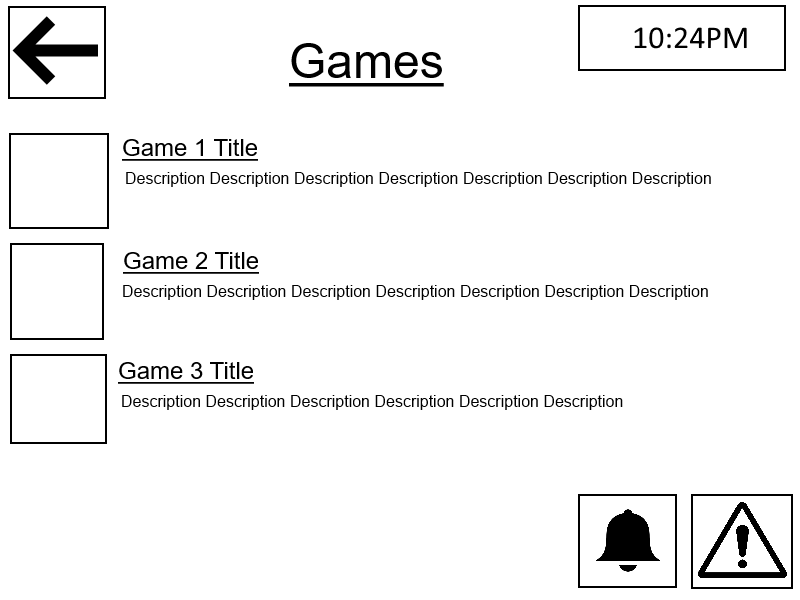 Games
10:24PM
Game 1 Title
Description Description Description Description Description Description Description
Game 2 Title
Description Description Description Description Description Description Description
Game 3 Title
Description Description Description Description Description Description